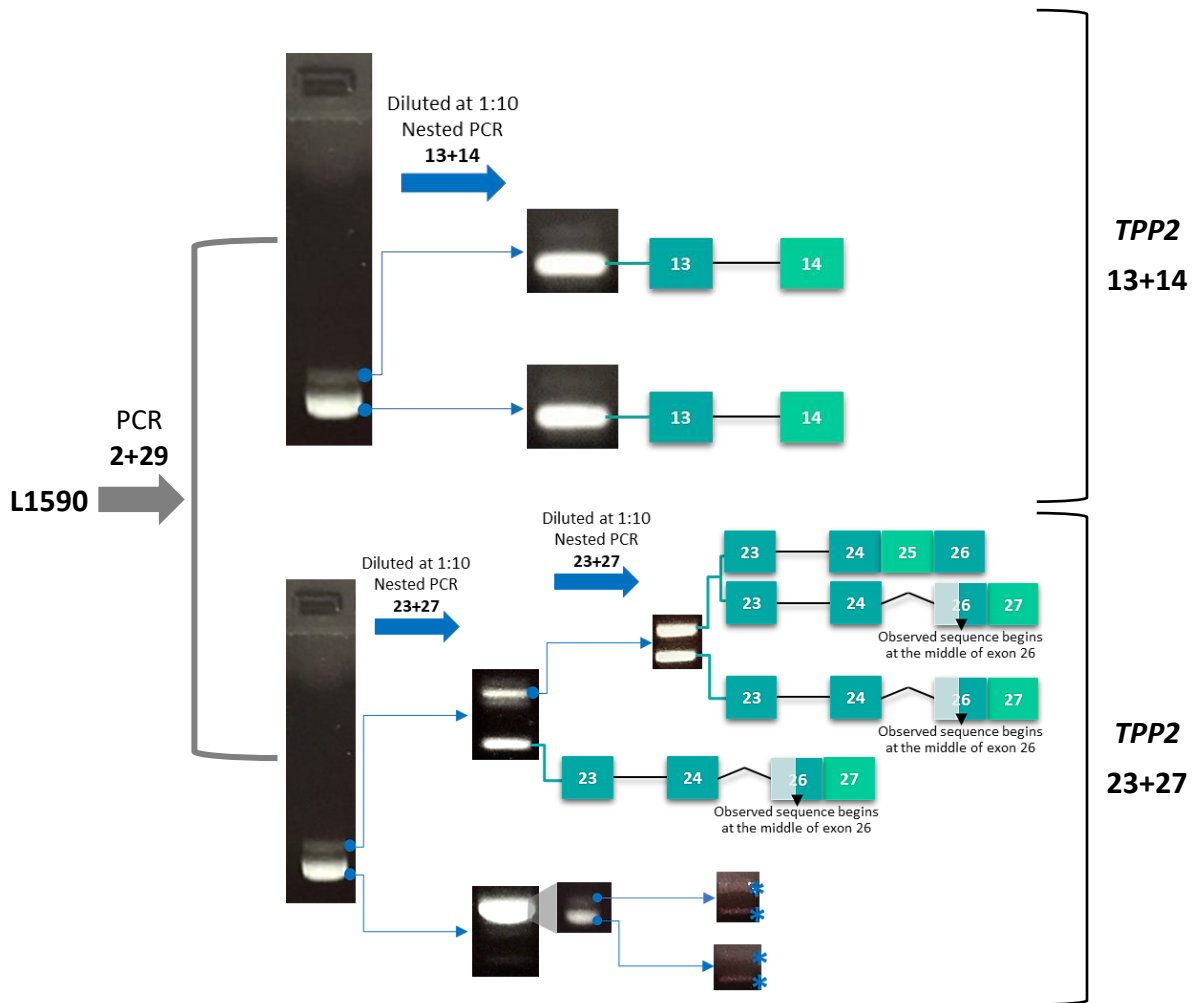 L1590
PCR
2+29
Diluted at 1:10
Nested PCR
13+14
13
14
13
14
TPP2
13+14
Diluted at 1:10
Nested PCR
23+27
Diluted at 1:10
Nested PCR
23+27
23
24
25
26
23
24
26
27
Observed sequence begins
at the middle of exon 26
23
24
26
27
Observed sequence begins
at the middle of exon 26
23
24
26
27
Observed sequence begins
at the middle of exon 26
*
*
*
*
TPP2
23+27